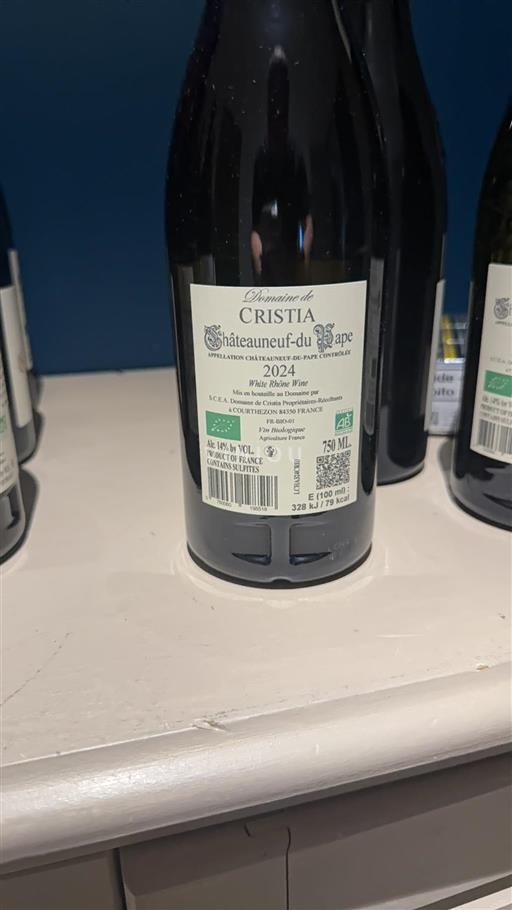 Domaine de
CRISTIA
Châteauneuf-du Pape
APPELLATION CHÂTEAUNEUF-DU-PAPE CONTRÔLÉE
2024
White Rhône Wine
Mis en bouteille au Domaine par
S.C.E.A. Domaine de Cristia Propriétaires-Récoltants
à COURTHEZON 84350 FRANCE
FR-BIO-01
Vin Biologique
Agriculture France
AB
Alc. 14% by VOL.
PRODUCT OF FRANCE
CONTAINS SULFITES
750 ML.
LCHATBCRIBC
E (100 ml) :
328 kJ / 79 kcal